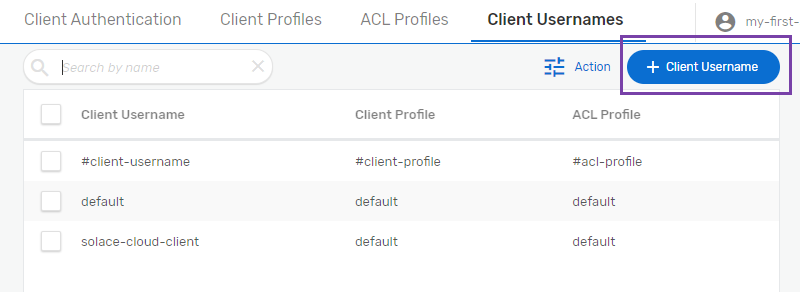 Client Authentication Client Profiles ACL Profiles Client Usernames my-first-
Search by name Action + Client Username
Client Username Client Profile ACL Profile
#client-username #client-profile #acl-profile
default default default
solace-cloud-client default default